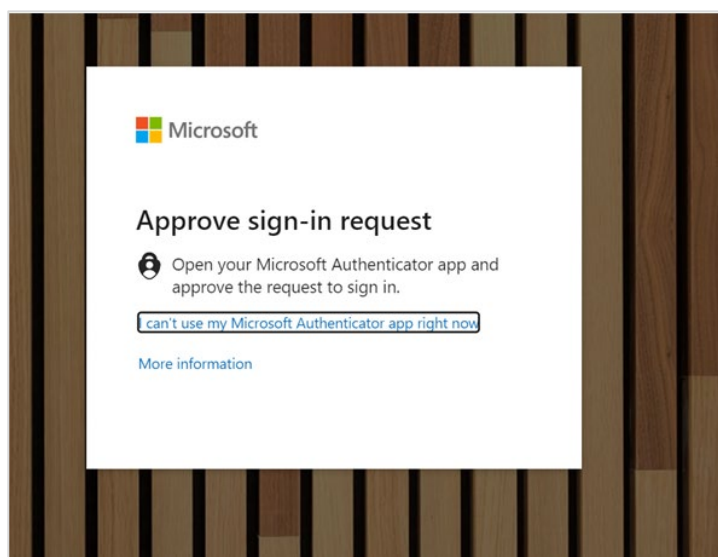 Microsoft
Approve sign-in request
Open your Microsoft Authenticator app and
approve the request to sign in.
I can't use my Microsoft Authenticator app right now
More information